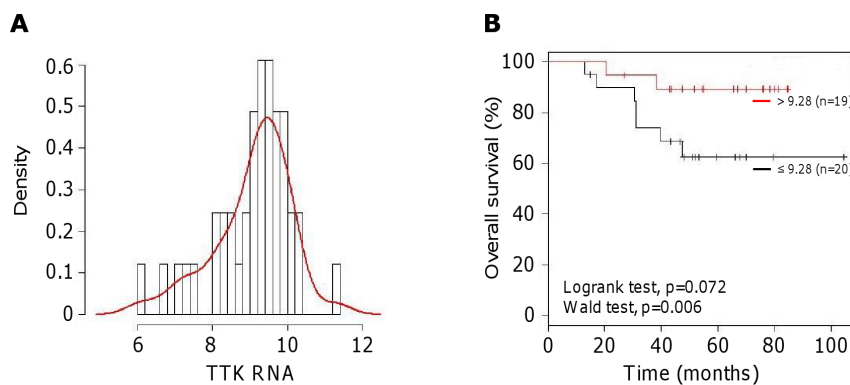 A
Density
0.6
0.5
0.4
0.3
0.2
0.1
0
6 8 10 12
TTK RNA
B
Overall survival (%)
100
80
60
40
20
0
> 9.28 (n=19)
≤ 9.28 (n=20)
Logrank test, p=0.072
Wald test, p=0.006
0 20 40 60 80 100
Time (months)